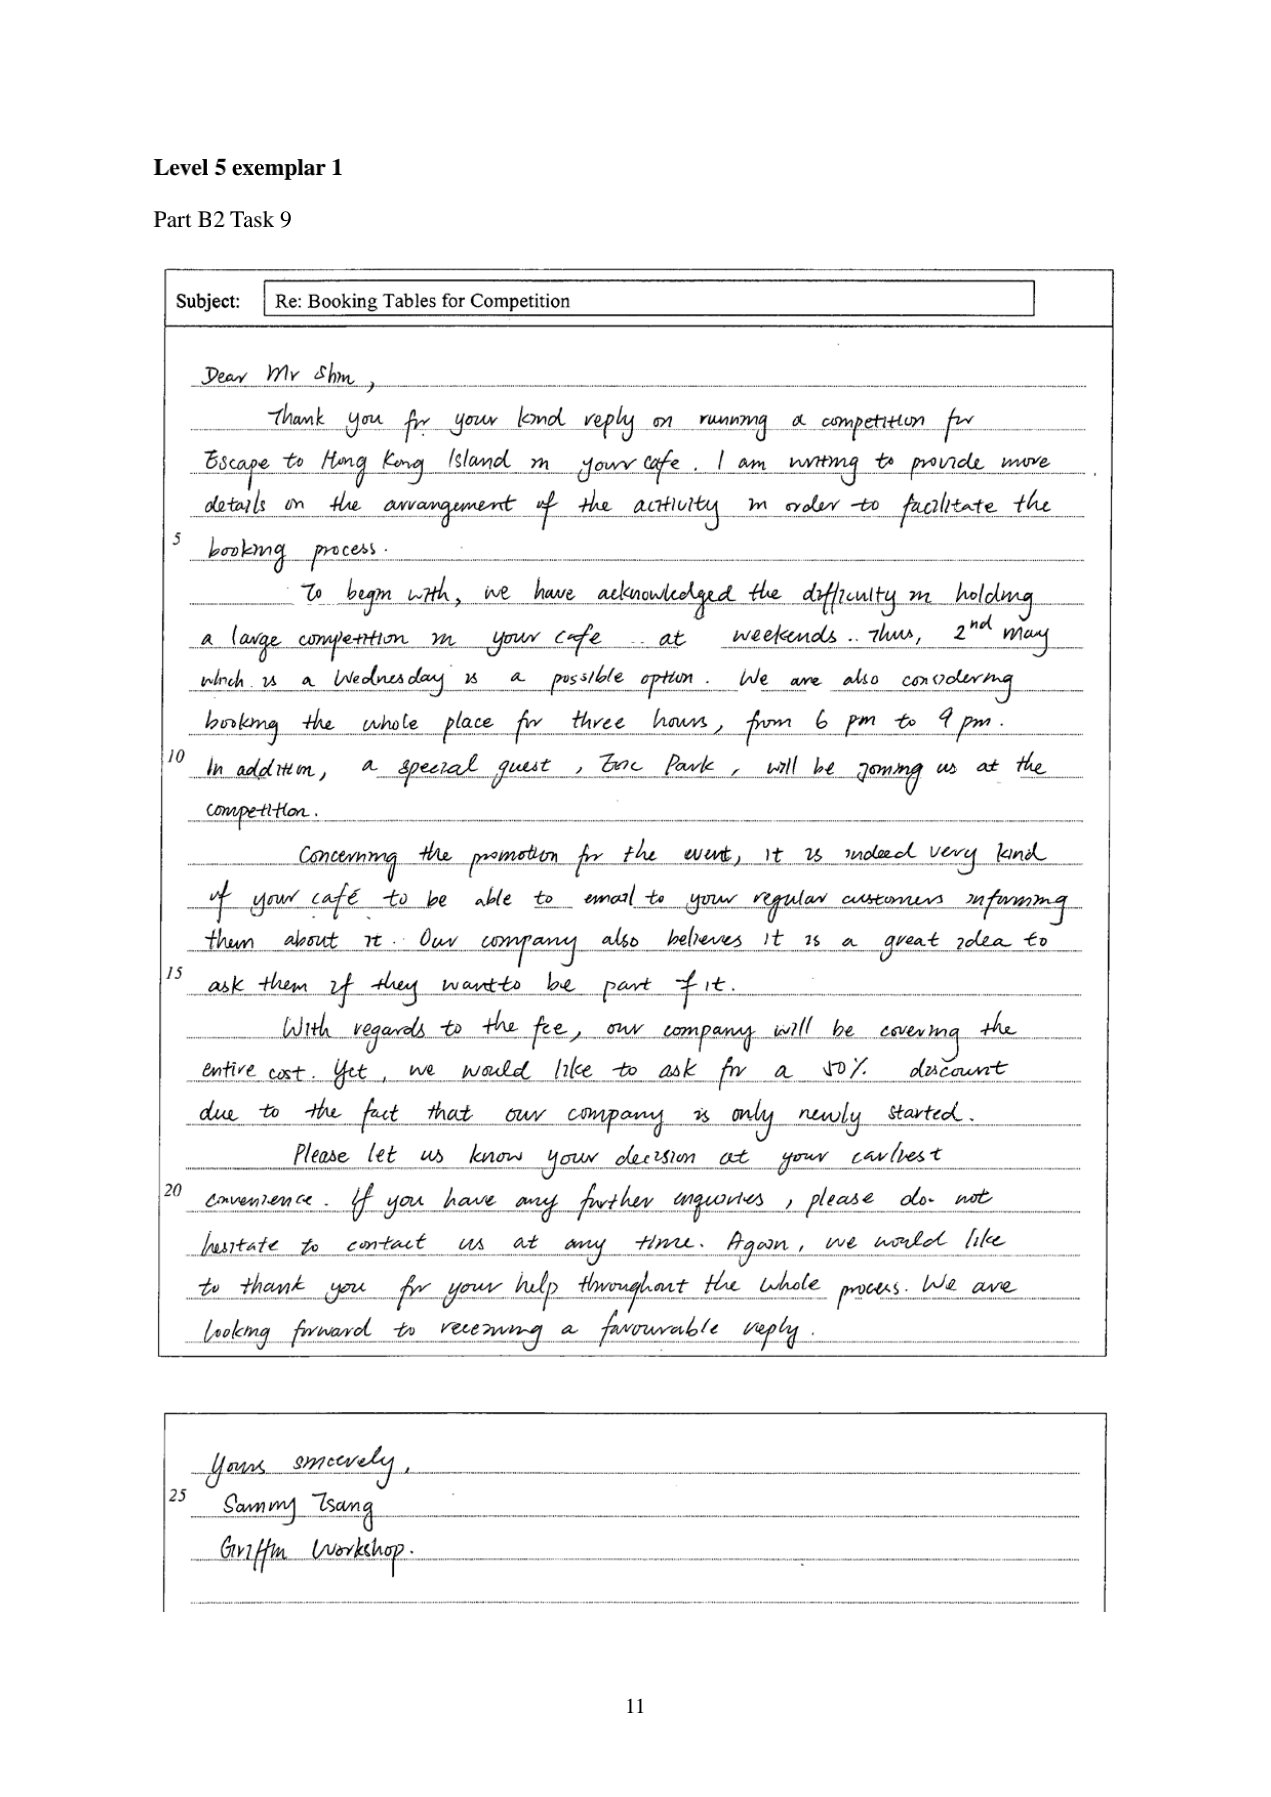 Level 5 exemplar 1
Part B2 Task 9
Subject: Re: Booking Tables for Competition
Dear Mr Shin,
Thank you for your kind reply on running a competition for
Escape to Hong Kong Island in your cafe. I am writing to provide more
details on the arrangement of the activity in order to facilitate the
5 booking process.
To begin with, we have acknowledged the difficulty in holding
a large competition in your cafe at weekends. Thus, 2nd May
which is a Wednesday is a possible option. We are also considering
booking the whole place for three hours, from 6 pm to 9 pm.
10 In addition, a special guest, Eric Park, will be joining us at the
competition.
Concerning the promotion for the event, it is indeed very kind
of your café to be able to email to your regular customers informing
them about it. Our company also believes it is a great idea to
15 ask them if they want to be part of it.
With regards to the fee, our company will be covering the
entire cost. Yet, we would like to ask for a 50% discount
due to the fact that our company is only newly started.
Please let us know your decision at your earliest
20 convenience. If you have any further enquiries, please do not
hesitate to contact us at any time. Again, we would like
to thank you for your help throughout the whole process. We are
looking forward to receiving a favourable reply.
Yours sincerely,
25 Sammy Tsang
Griffin Workshop.
11